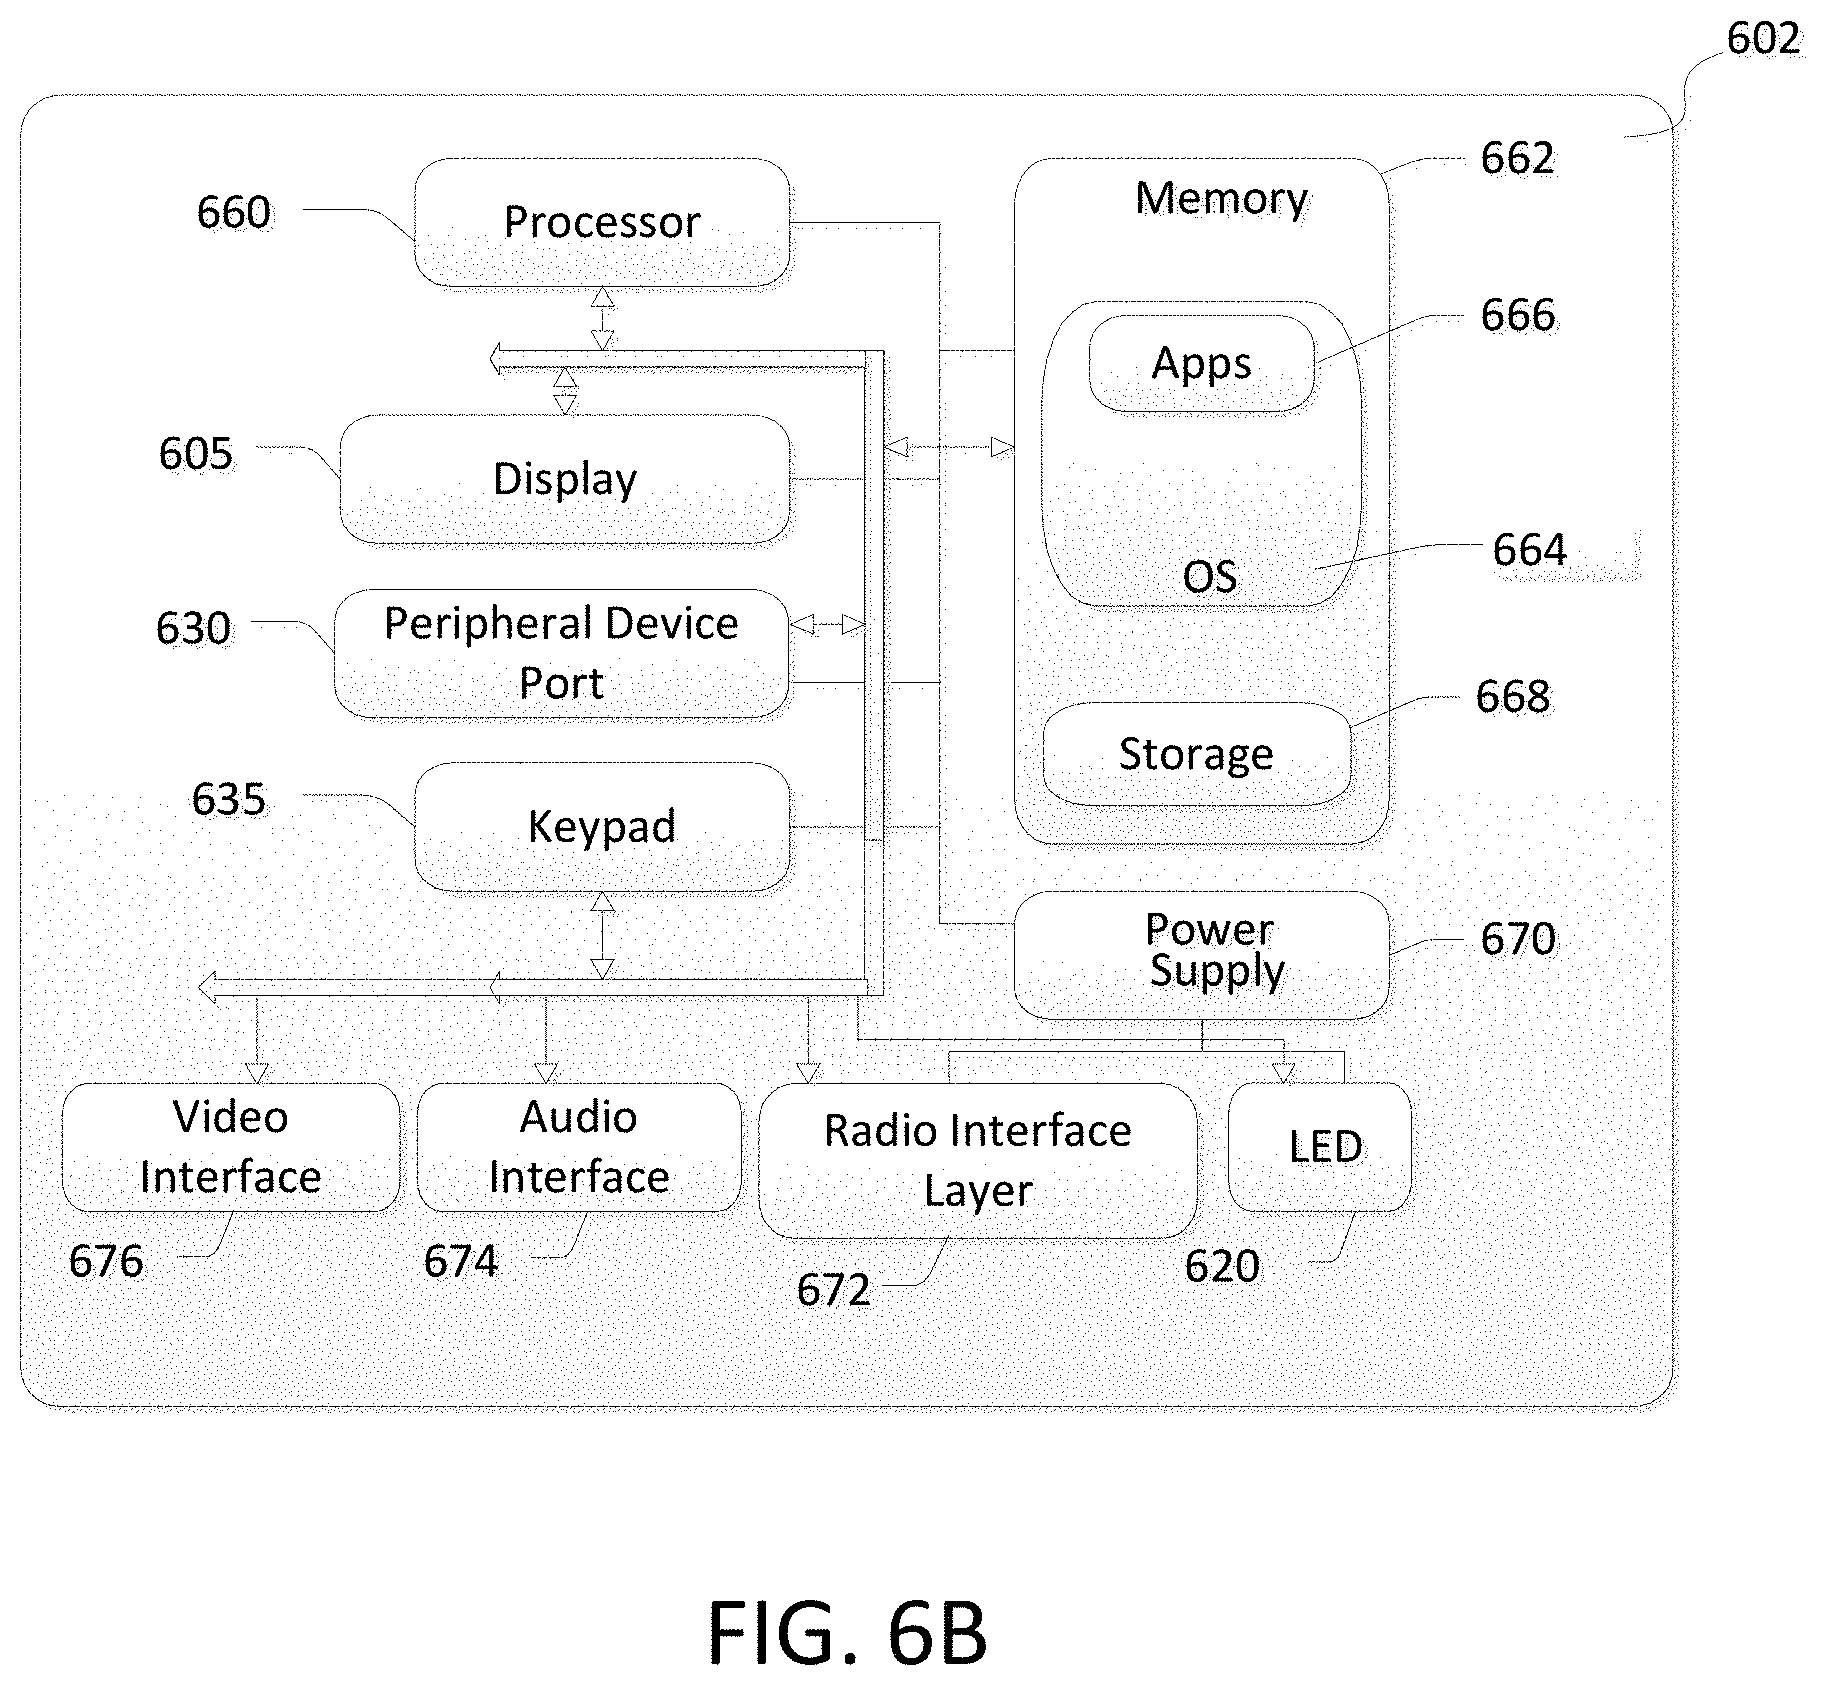 602
662
Memory
660
Processor
666
Apps
605
Display
664
OS
630
Peripheral Device
Port
668
Storage
635
Keypad
Power
Supply
670
Video
Interface
Audio
Interface
Radio Interface
Layer
LED
676
674
672
620
FIG. 6B